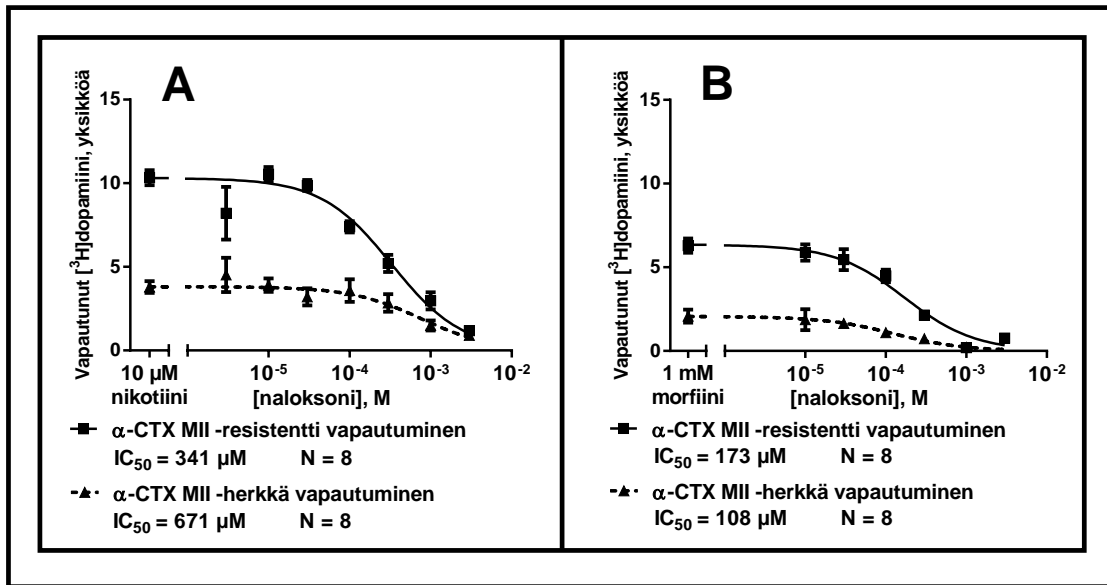 A
Vapautunut [³H]dopamiini, yksikköä
15
10
5
0
10 µM
nikotiini
10⁻⁵ 10⁻⁴ 10⁻³ 10⁻²
[naloksoni], M
α-CTX MII -resistentti vapautuminen
IC₅₀ = 341 µM N = 8
α-CTX MII -herkkä vapautuminen
IC₅₀ = 671 µM N = 8
B
Vapautunut [³H]dopamiini, yksikköä
15
10
5
0
1 mM
morfiini
10⁻⁵ 10⁻⁴ 10⁻³ 10⁻²
[naloksoni], M
α-CTX MII -resistentti vapautuminen
IC₅₀ = 173 µM N = 8
α-CTX MII -herkkä vapautuminen
IC₅₀ = 108 µM N = 8